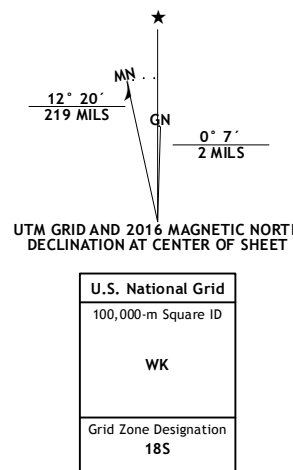 ★
MN
GN
12° 20´
219 MILS
0° 7´
2 MILS
UTM GRID AND 2016 MAGNETIC NORTH
DECLINATION AT CENTER OF SHEET
U.S. National Grid
100,000-m Square ID
WK
Grid Zone Designation
18S